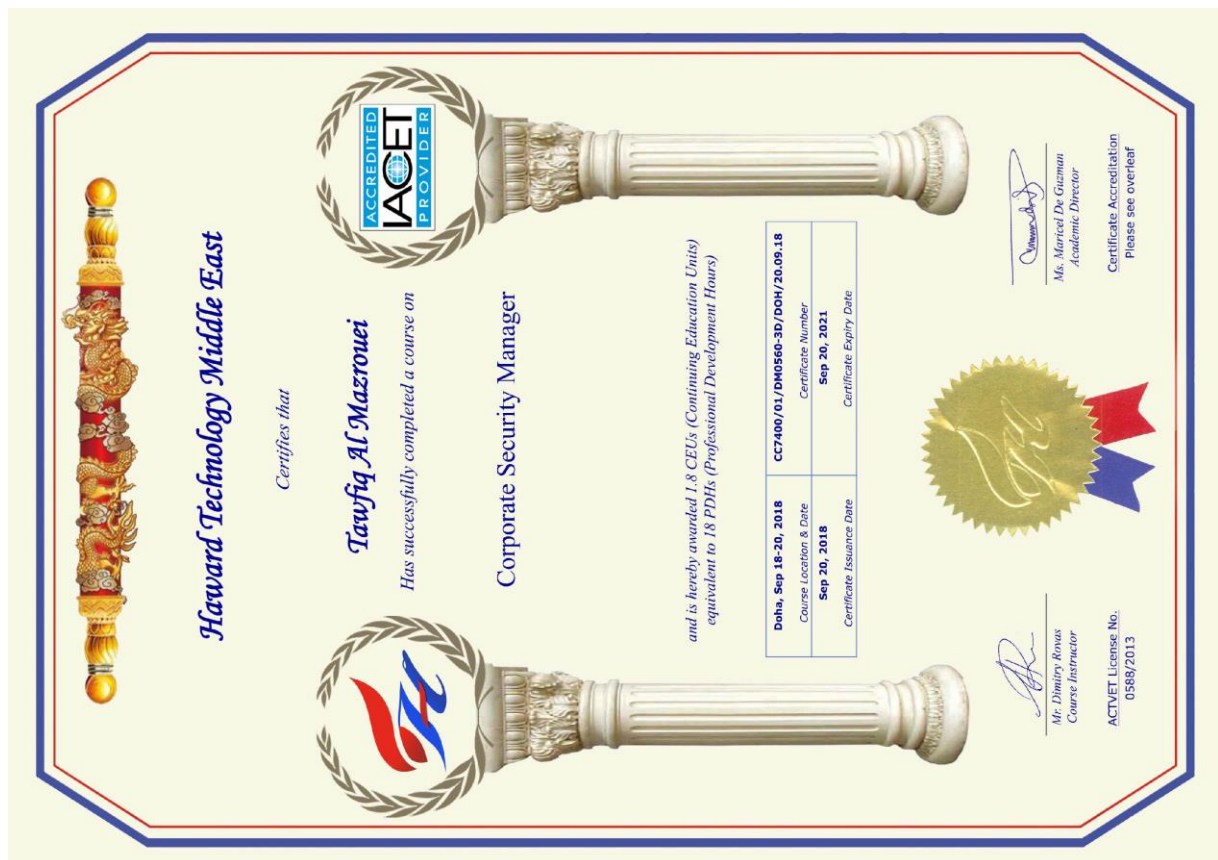 Haward Technology Middle East
Certifies that
Tawfiq Al Mazrouei
Has successfully completed a course on
Corporate Security Manager
ACCREDITED
IACET
PROVIDER
and is hereby awarded 1.8 CEUs (Continuing Education Units)
equivalent to 18 PDHs (Professional Development Hours)
Doha, Sep 18-20, 2018 CC7400/01/DM0560-3D/DOH/20.09.18
Course Location & Date Certificate Number
Sep 20, 2018 Sep 20, 2021
Certificate Issuance Date Certificate Expiry Date
Mr. Dimitry Rovas
Course Instructor
ACTVET License No.
0588/2013
Ms. Maricel De Guzman
Academic Director
Certificate Accreditation
Please see overleaf